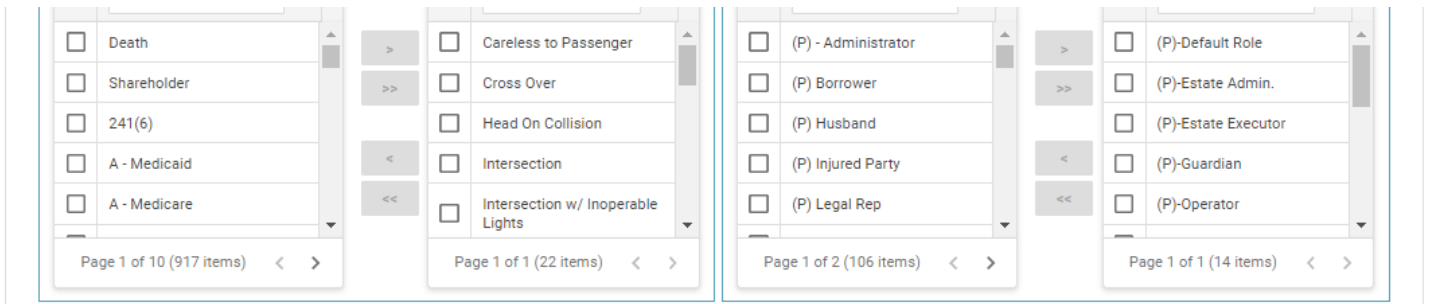 Death
Shareholder
241(6)
A - Medicaid
A - Medicare
Page 1 of 10 (917 items) < >
>
>>
<
<<
Careless to Passenger
Cross Over
Head On Collision
Intersection
Intersection w/ Inoperable
Lights
Page 1 of 1 (22 items) < >
(P) - Administrator
(P) Borrower
(P) Husband
(P) Injured Party
(P) Legal Rep
Page 1 of 2 (106 items) < >
>
>>
<
<<
(P)-Default Role
(P)-Estate Admin.
(P)-Estate Executor
(P)-Guardian
(P)-Operator
Page 1 of 1 (14 items) < >